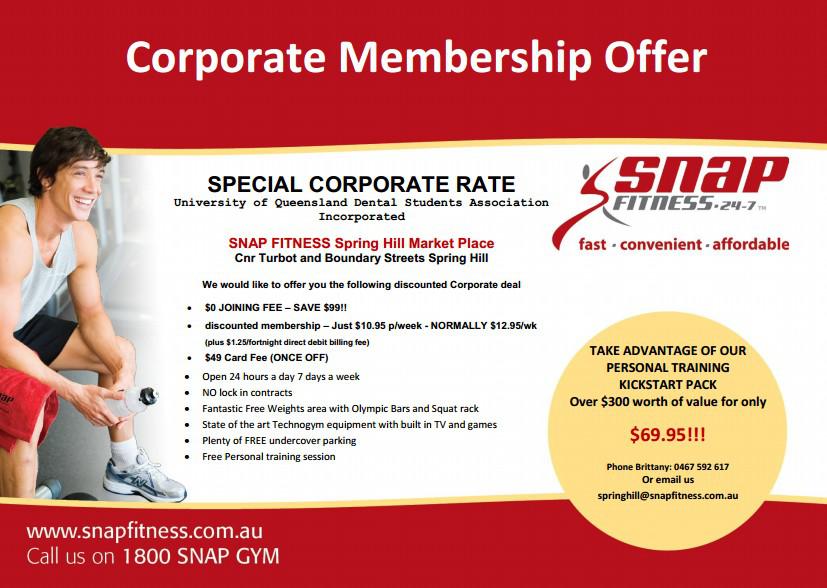 Corporate Membership Offer
SPECIAL CORPORATE RATE
University of Queensland Dental Students Association
Incorporated
SNAP FITNESS Spring Hill Market Place
Cnr Turbot and Boundary Streets Spring Hill
We would like to offer you the following discounted Corporate deal
• $0 JOINING FEE – SAVE $99!!
• discounted membership – Just $10.95 p/week - NORMALLY $12.95/wk
(plus $1.25/fortnight direct debit billing fee)
• $49 Card Fee (ONCE OFF)
• Open 24 hours a day 7 days a week
• NO lock in contracts
• Fantastic Free Weights area with Olympic Bars and Squat rack
• State of the art Technogym equipment with built in TV and games
• Plenty of FREE undercover parking
• Free Personal training session
snap
FITNESS·24-7™
fast · convenient · affordable
TAKE ADVANTAGE OF OUR
PERSONAL TRAINING
KICKSTART PACK
Over $300 worth of value for only
$69.95!!!
Phone Brittany: 0467 592 617
Or email us
springhill@snapfitness.com.au
www.snapfitness.com.au
Call us on 1800 SNAP GYM